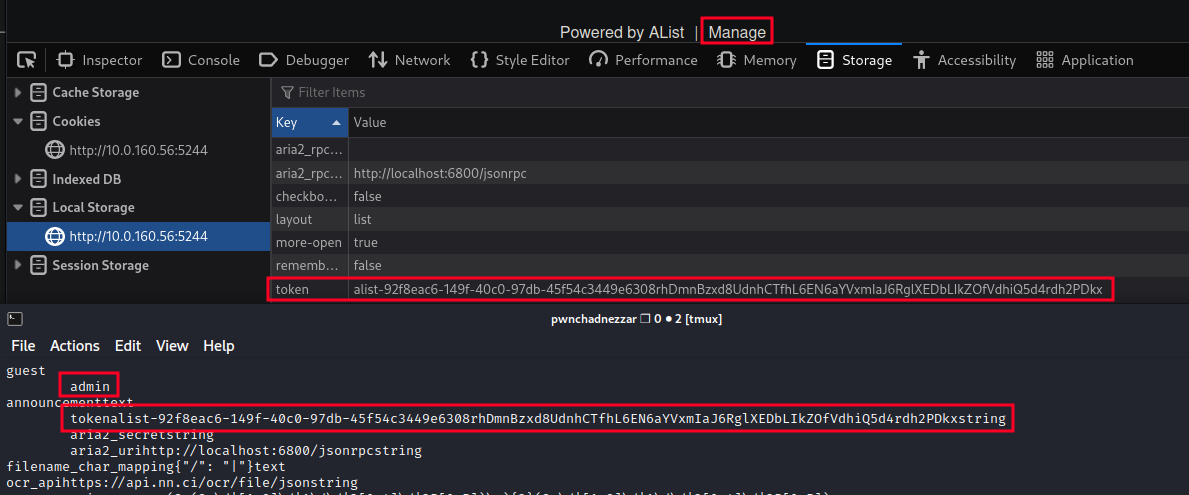 Powered by AList | Manage
Inspector Console Debugger Network Style Editor Performance Memory Storage Accessibility Application
Cache Storage
Cookies
http://10.0.160.56:5244
Indexed DB
Local Storage
http://10.0.160.56:5244
Session Storage
Filter Items
Key Value
aria2_rpc…
aria2_rpc… http://localhost:6800/jsonrpc
checkbo… false
layout list
more-open true
rememb… false
token alist-92f8eac6-149f-40c0-97db-45f54c3449e6308rhDmnBzxd8UdnhCTfhL6EN6aYVxmIaJ6RglXEDbLIkZOfVdhiQ5d4rdh2PDkx
pwnchadnezzar ❐ 0 ● 2 [tmux]
File Actions Edit View Help
guest
admin
announcementtext
tokenalist-92f8eac6-149f-40c0-97db-45f54c3449e6308rhDmnBzxd8UdnhCTfhL6EN6aYVxmIaJ6RglXEDbLIkZOfVdhiQ5d4rdh2PDkxstring
aria2_secretstring
aria2_urihttp://localhost:6800/jsonrpcstring
filename_char_mapping{"/": "|"}text
ocr_apihttps://api.nn.ci/ocr/file/jsonstring